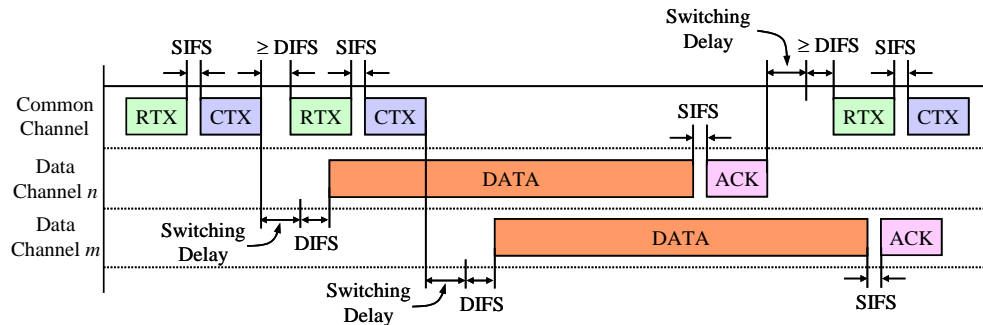 Switching
Delay
SIFS
≥ DIFS
SIFS
≥ DIFS
SIFS
Common
Channel
RTX
CTX
RTX
CTX
RTX
CTX
SIFS
Data
Channel n
DATA
ACK
Switching
Delay
DIFS
Data
Channel m
DATA
ACK
Switching
Delay
DIFS
SIFS